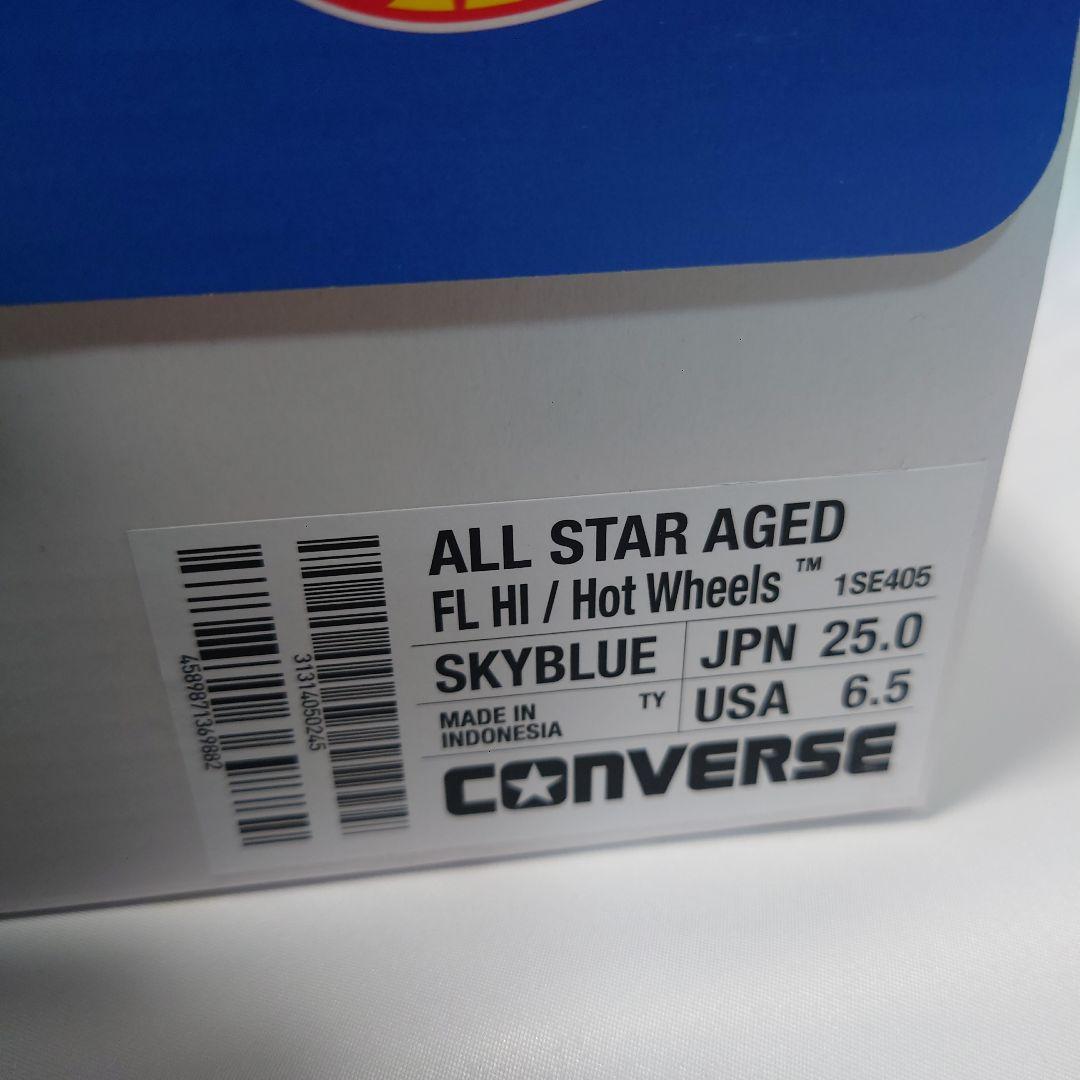 ALL STAR AGED
FL HI / Hot Wheels ™ 1SE405
SKYBLUE
TY
JPN 25.0
USA 6.5
MADE IN
INDONESIA
CONVERSE
4589871369882
31314050245